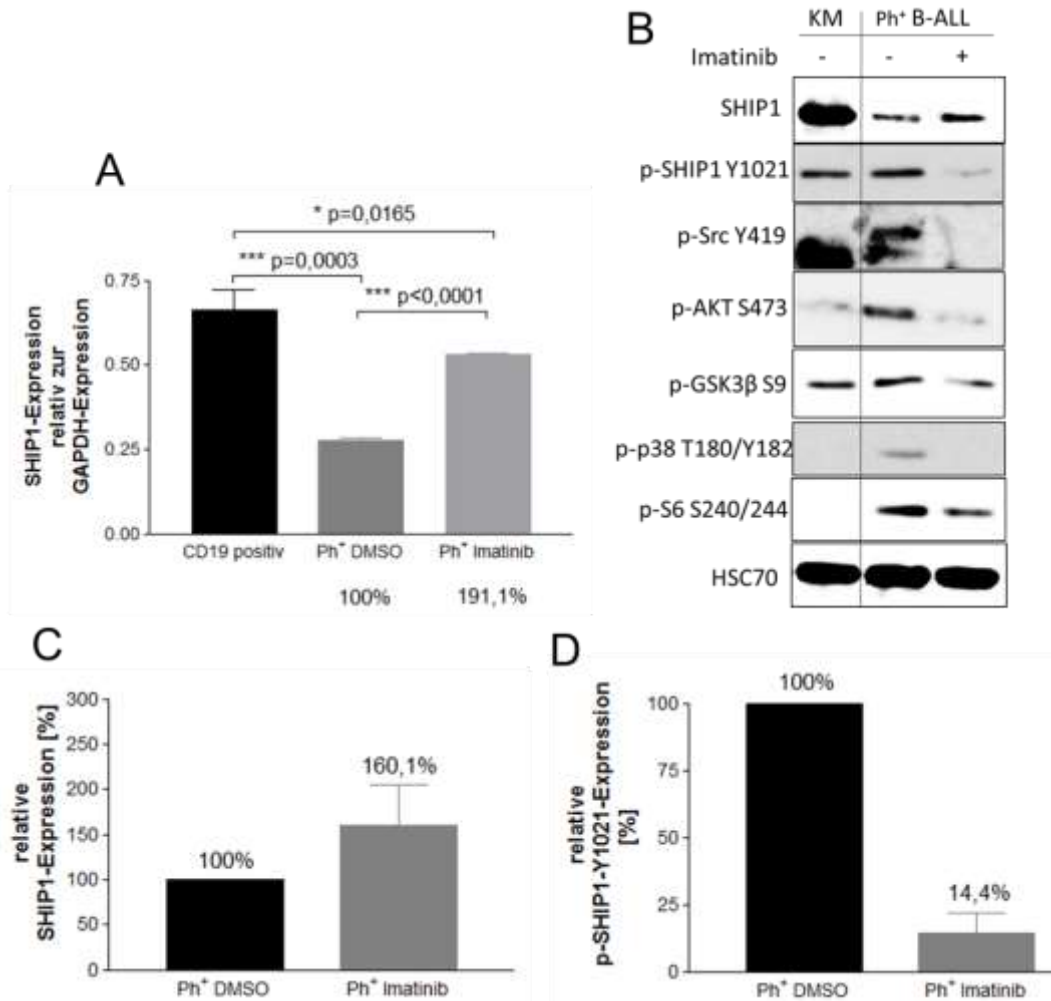 A
* p=0,0165
*** p=0,0003
*** p<0,0001
SHIP1-Expression
relativ zur
GAPDH-Expression
0.75
0.50
0.25
0.00
CD19 positiv
Ph⁺ DMSO
Ph⁺ Imatinib
100%
191,1%
B
KM
Ph⁺ B-ALL
Imatinib
-
-
+
SHIP1
p-SHIP1 Y1021
p-Src Y419
p-AKT S473
p-GSK3β S9
p-p38 T180/Y182
p-S6 S240/244
HSC70
C
relative
SHIP1-Expression [%]
300
250
200
150
100
50
0
100%
160,1%
Ph⁺ DMSO
Ph⁺ Imatinib
D
relative
p-SHIP1-Y1021-Expression
[%]
100
75
50
25
0
100%
14,4%
Ph⁺ DMSO
Ph⁺ Imatinib